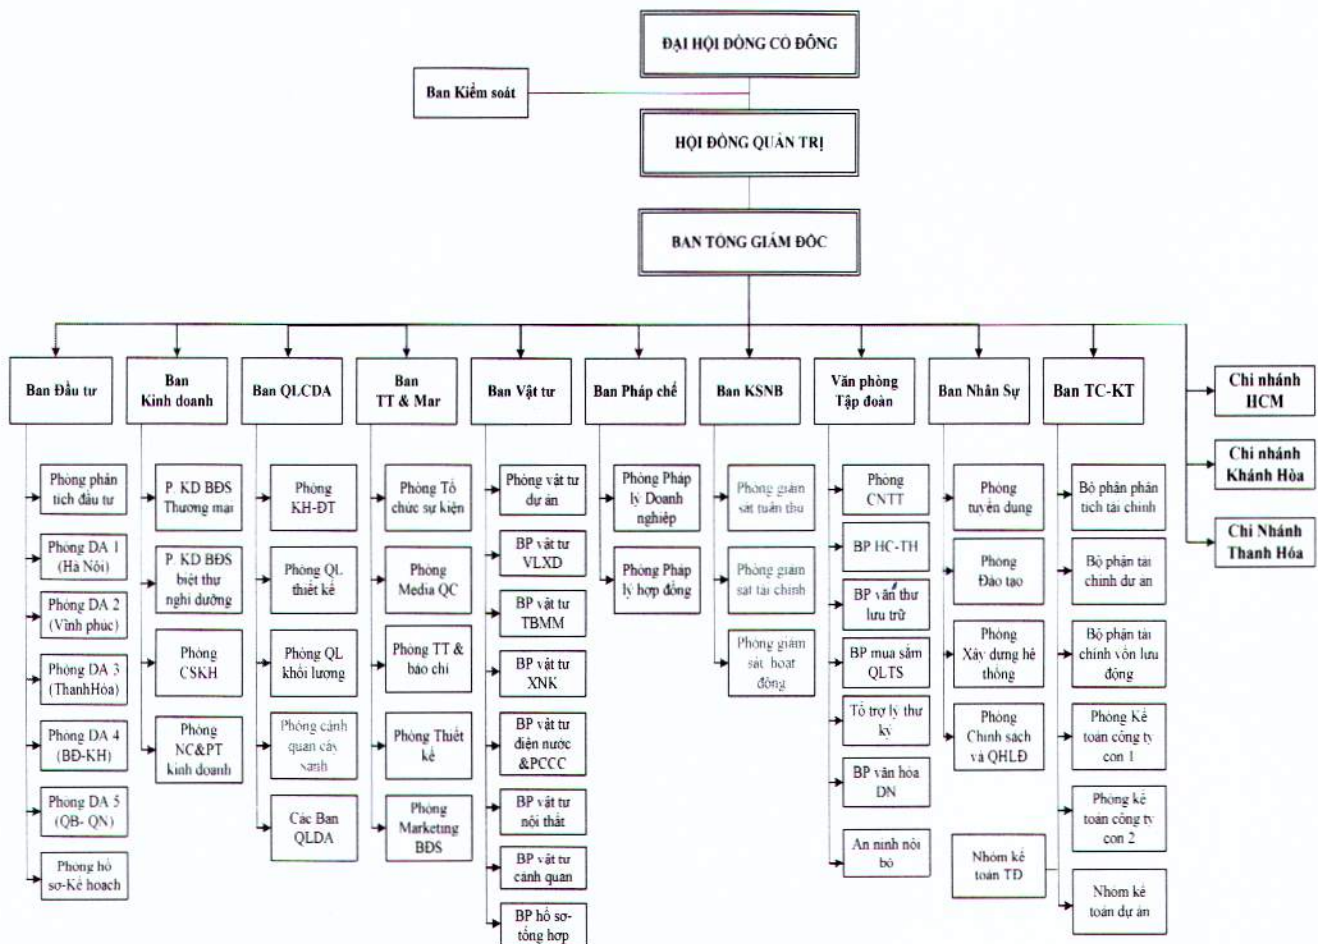 ĐẠI HỘI ĐỒNG CỔ ĐÔNG
Ban Kiểm soát
HỘI ĐỒNG QUẢN TRỊ
BAN TỔNG GIÁM ĐỐC
Ban Đầu tư
Ban
Kinh doanh
Ban QLCDA
Ban
TT & Mar
Ban Vật tư
Ban Pháp chế
Ban KSNB
Văn phòng
Tập đoàn
Ban Nhân Sự
Ban TC-KT
Chi nhánh
HCM
Chi nhánh
Khánh Hòa
Chi Nhánh
Thanh Hóa
Phòng phân
tích đầu tư
Phòng DA 1
(Hà Nội)
Phòng DA 2
(Vĩnh phúc)
Phòng DA 3
(ThanhHóa)
Phòng DA 4
(BĐ-KH)
Phòng DA 5
(QB- QN)
Phòng hồ
sơ-Kế hoạch
P. KD BĐS
Thương mại
P. KD BĐS
biệt thự
nghỉ dưỡng
Phòng
CSKH
Phòng
NC&PT
kinh doanh
Phòng
KH-ĐT
Phòng QL
thiết kế
Phòng QL
khối lượng
Phòng cảnh
quan cây
xanh
Các Ban
QLDA
Phòng Tổ
chức sự kiện
Phòng
Media QC
Phòng TT &
báo chí
Phòng Thiết
kế
Phòng
Marketing
BĐS
Phòng vật tư
dự án
BP vật tư
VLXD
BP vật tư
TBMM
BP vật tư
XNK
BP vật tư
điện nước
&PCCC
BP vật tư
nội thất
BP vật tư
cảnh quan
BP hồ sơ-
tổng hợp
Phòng Pháp
lý Doanh
nghiệp
Phòng Pháp
lý hợp đồng
Phòng giám
sát tuân thủ
Phòng giám
sát tài chính
Phòng giám
sát hoạt
động
Phòng
CNTT
BP HC-TH
BP văn thư
lưu trữ
BP mua sắm
QLTS
Tổ trợ lý thư
ký
BP văn hóa
DN
An ninh nội
bộ
Phòng
tuyển dụng
Phòng
Đào tạo
Phòng
Xây dựng hệ
thống
Phòng
Chính sách
và QHLĐ
Bộ phận phân
tích tài chính
Bộ phận tài
chính dự án
Bộ phận tài
chính vốn lưu
động
Phòng Kế
toán công ty
con 1
Phòng kế
toán công ty
con 2
Nhóm kế
toán TĐ
Nhóm kế
toán dự án